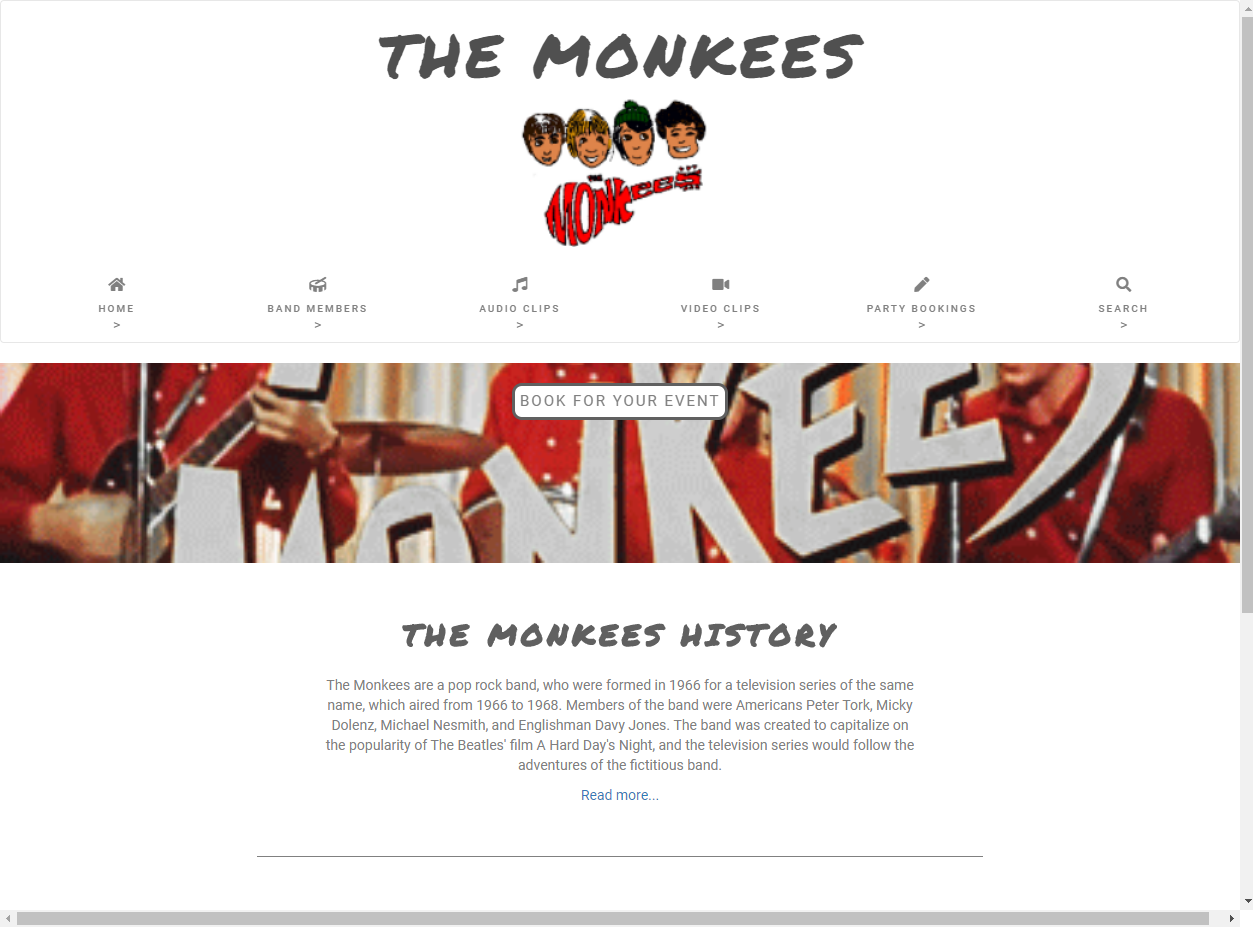 THE MONKEES
THE
MONKEES
HOME
>
BAND MEMBERS
>
AUDIO CLIPS
>
VIDEO CLIPS
>
PARTY BOOKINGS
>
SEARCH
>
BOOK FOR YOUR EVENT
MONKEES
THE MONKEES HISTORY
The Monkees are a pop rock band, who were formed in 1966 for a television series of the same
name, which aired from 1966 to 1968. Members of the band were Americans Peter Tork, Micky
Dolenz, Michael Nesmith, and Englishman Davy Jones. The band was created to capitalize on
the popularity of The Beatles' film A Hard Day's Night, and the television series would follow the
adventures of the fictitious band.
Read more...